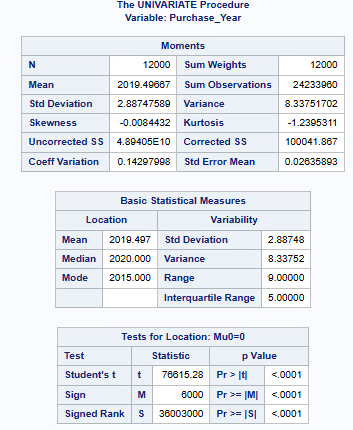 The UNIVARIATE Procedure
Variable: Purchase_Year
Moments
N 12000 Sum Weights 12000
Mean 2019.49667 Sum Observations 24233960
Std Deviation 2.88747589 Variance 8.33751702
Skewness -0.0084432 Kurtosis -1.2395311
Uncorrected SS 4.89405E10 Corrected SS 100041.867
Coeff Variation 0.14297998 Std Error Mean 0.02635893
Basic Statistical Measures
Location Variability
Mean 2019.497 Std Deviation 2.88748
Median 2020.000 Variance 8.33752
Mode 2015.000 Range 9.00000
Interquartile Range 5.00000
Tests for Location: Mu0=0
Test Statistic p Value
Student's t t 76615.28 Pr > |t| <.0001
Sign M 6000 Pr >= |M| <.0001
Signed Rank S 36003000 Pr >= |S| <.0001